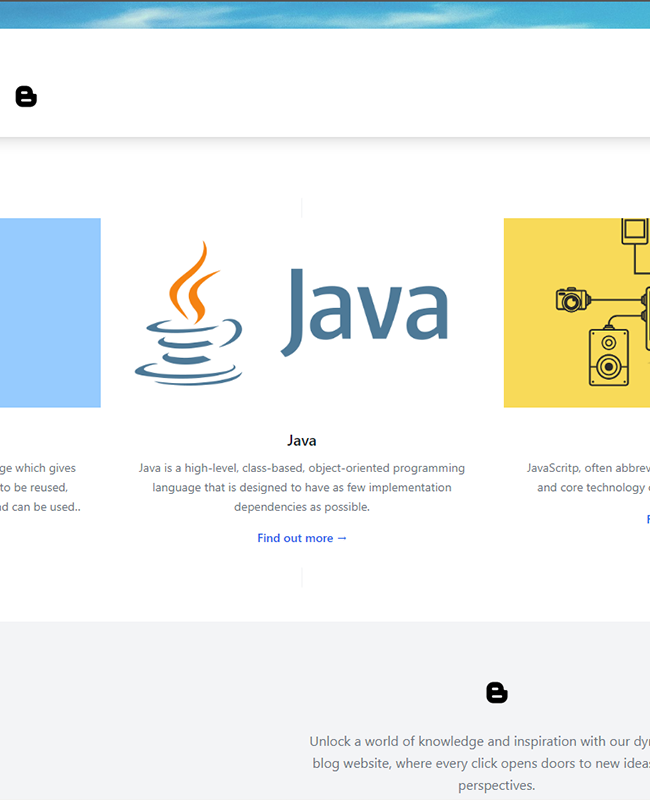 Java
Java
ge which gives
to be reused,
d can be used..
Java is a high-level, class-based, object-oriented programming
language that is designed to have as few implementation
dependencies as possible.
Find out more →
JavaScritp, often abbrev
and core technology
Unlock a world of knowledge and inspiration with our dy
blog website, where every click opens doors to new ideas
perspectives.